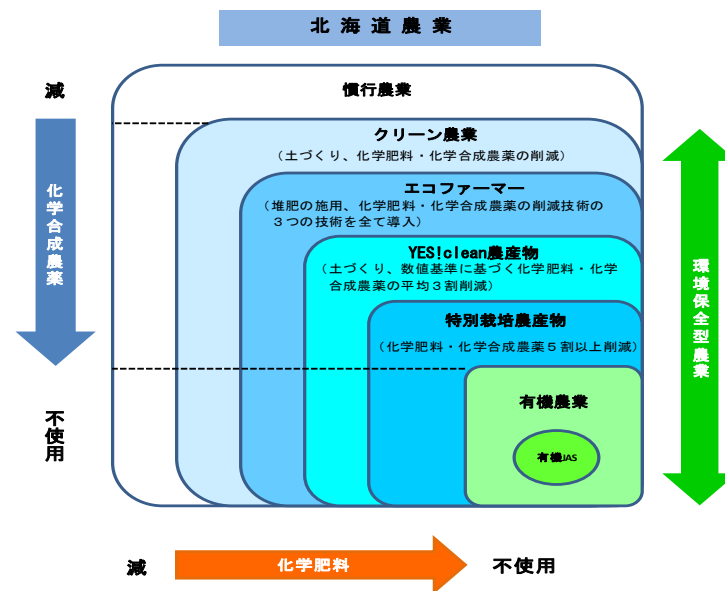 北海道農業
減
慣行農業
クリーン農業
（土づくり、化学肥料・化学合成農薬の削減）
エコファーマー
（堆肥の施用、化学肥料・化学合成農薬の削減技術の
３つの技術を全て導入）
YES!clean農産物
（土づくり、数値基準に基づく化学肥料・化学
合成農薬の平均３割削減）
特別栽培農産物
（化学肥料・化学合成農薬５割以上削減）
有機農業
有機JAS
化学合成農薬
不使用
環境保全型農業
減
化学肥料
不使用